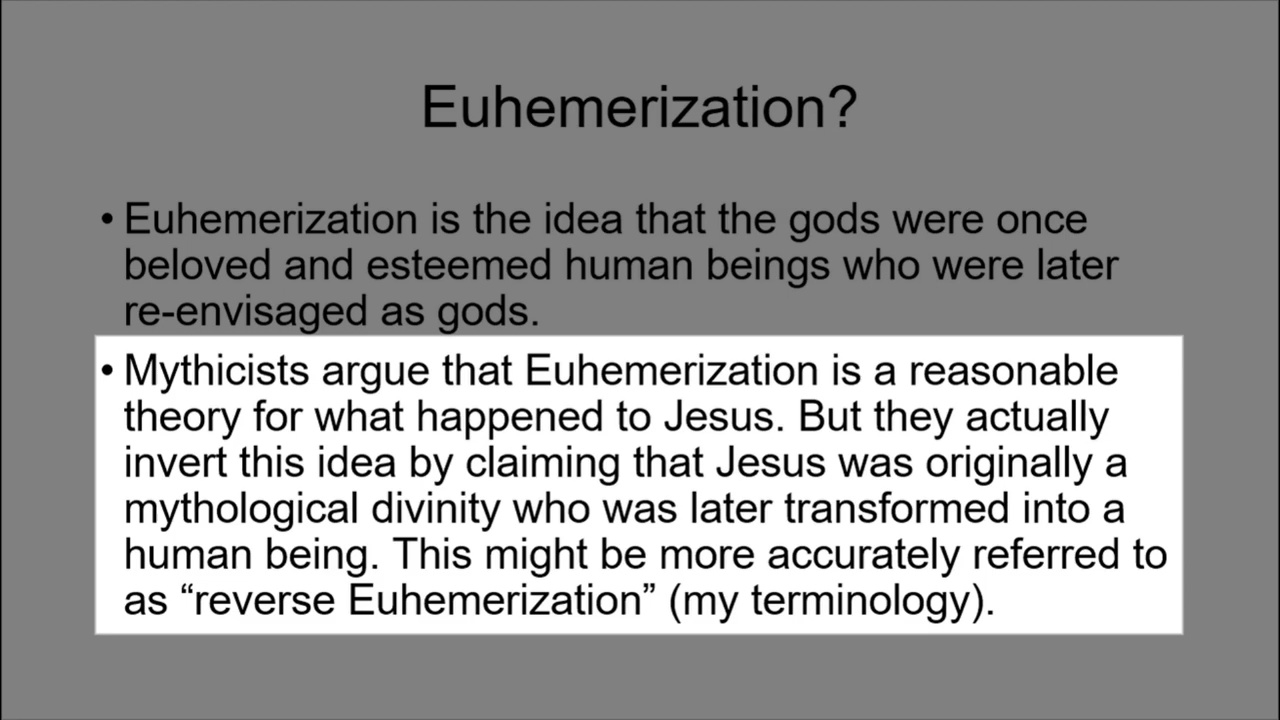 Euhemerization?
• Euhemerization is the idea that the gods were once
beloved and esteemed human beings who were later
re-envisaged as gods.
• Mythicists argue that Euhemerization is a reasonable
theory for what happened to Jesus. But they actually
invert this idea by claiming that Jesus was originally a
mythological divinity who was later transformed into a
human being. This might be more accurately referred to
as “reverse Euhemerization” (my terminology).